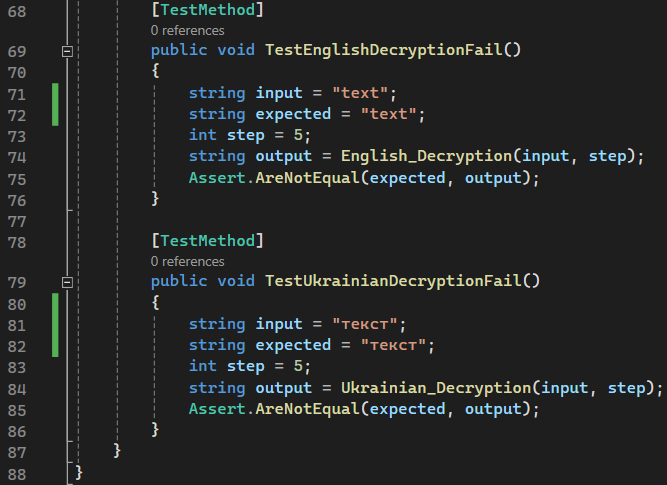 68 [TestMethod]
0 references
69 public void TestEnglishDecryptionFail()
70 {
71 string input = "text";
72 string expected = "text";
73 int step = 5;
74 string output = English_Decryption(input, step);
75 Assert.AreNotEqual(expected, output);
76 }
77
78 [TestMethod]
0 references
79 public void TestUkrainianDecryptionFail()
80 {
81 string input = "текст";
82 string expected = "текст";
83 int step = 5;
84 string output = Ukrainian_Decryption(input, step);
85 Assert.AreNotEqual(expected, output);
86 }
87 }
88 }